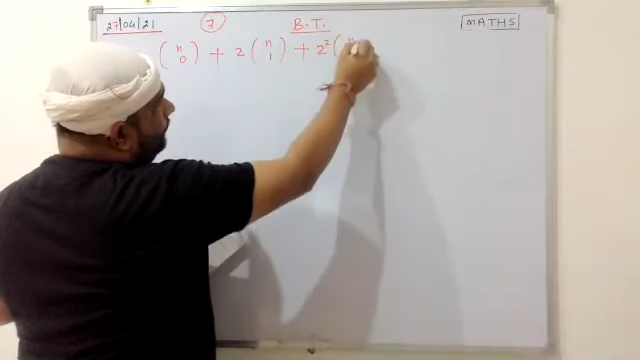 27/04/21 7 B.T. MATHS
(n 0) + 2 (n 1) + 2² (n